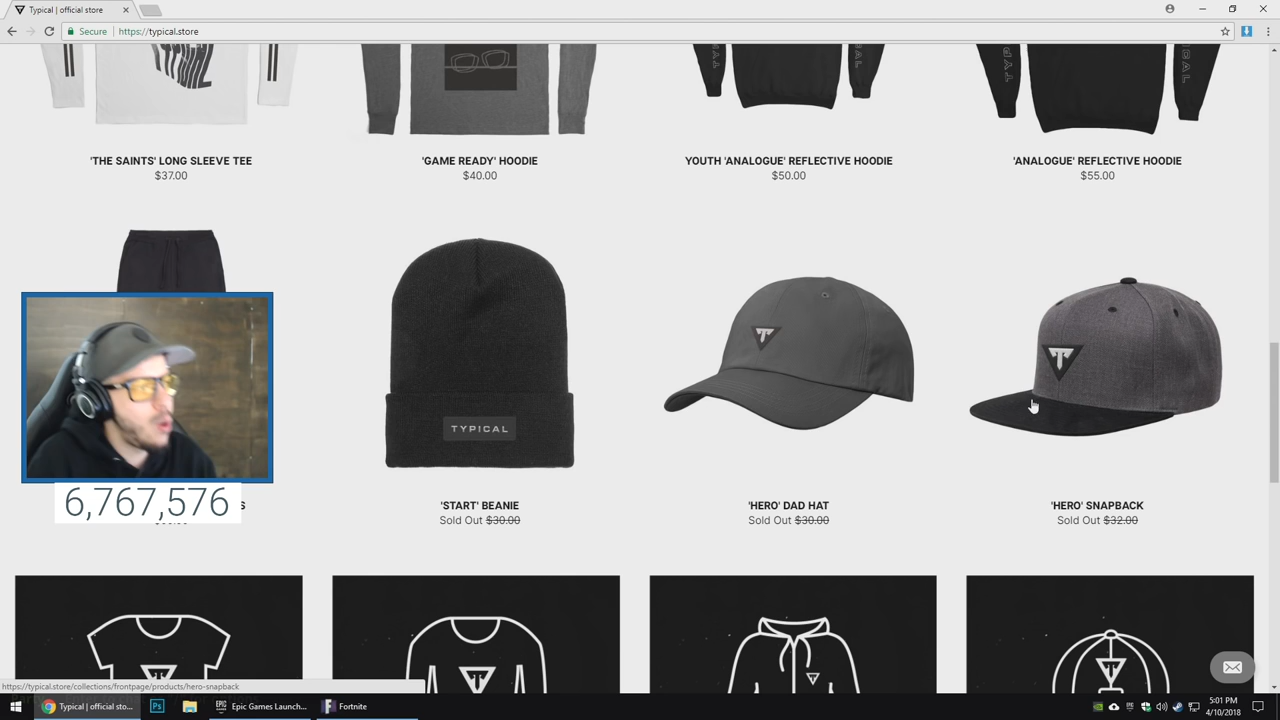 Typical | official store
Secure
https://typical.store
TYPICAL
'THE SAINTS' LONG SLEEVE TEE
$37.00
'GAME READY' HOODIE
$40.00
YOUTH 'ANALOGUE' REFLECTIVE HOODIE
$50.00
'ANALOGUE' REFLECTIVE HOODIE
$55.00
TYPICAL
6,767,576
'START' BEANIE
Sold Out $30.00
'HERO' DAD HAT
Sold Out $30.00
'HERO' SNAPBACK
Sold Out $32.00
https://typical.store/collections/frontpage/products/hero-snapback
Typical | official sto...
Epic Games Launch...
Fortnite
5:01 PM
4/10/2018